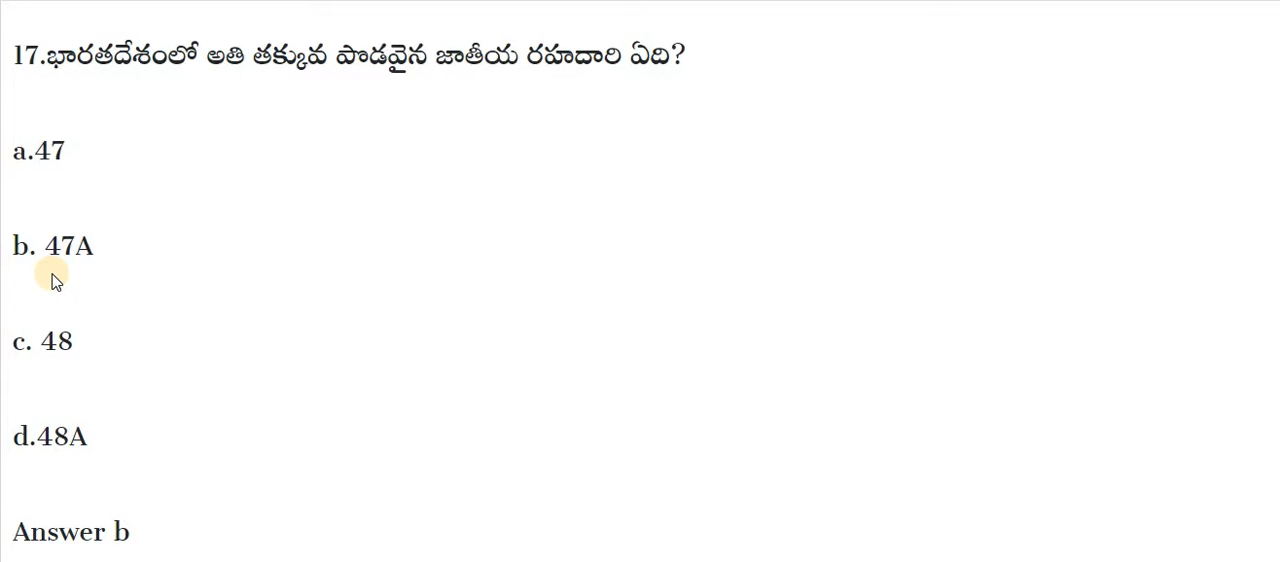 17.భారతదేశంలో అతి తక్కువ పొడవైన జాతీయ రహదారి ఏది?
a.47
b. 47A
c. 48
d.48A
Answer b